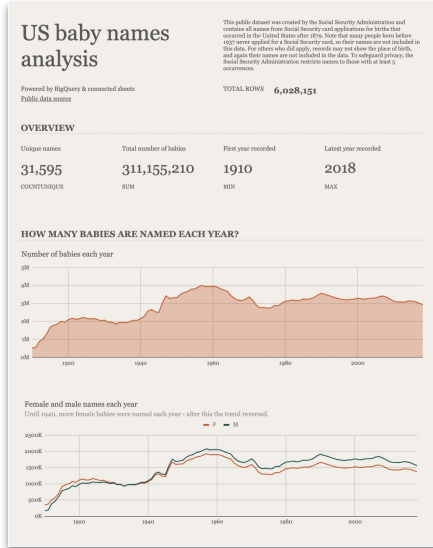 US baby names
analysis
This public dataset was created by the Social Security Administration and
contains all names from Social Security card applications for births that
occurred in the United States after 1879. Note that many people born before
1937 never applied for a Social Security card, so their names are not included in
this data. For others who did apply, records may not show the place of birth,
and again their names are not included in the data. To safeguard privacy, the
Social Security Administration restricts names to those with at least 5
occurrences.
Powered by BigQuery & connected sheets
Public data source
TOTAL ROWS 6,028,151
OVERVIEW
Unique names Total number of babies First year recorded Latest year recorded
31,595 311,155,210 1910 2018
COUNTUNIQUE SUM MIN MAX
HOW MANY BABIES ARE NAMED EACH YEAR?
Number of babies each year
5M
4M
3M
2M
1M
0M
1920 1940 1960 1980 2000
Female and male names each year
Until 1940, more female babies were named each year - after this the trend reversed.
F M
2500K
2000K
1500K
1000K
500K
0K
1920 1940 1960 1980 2000